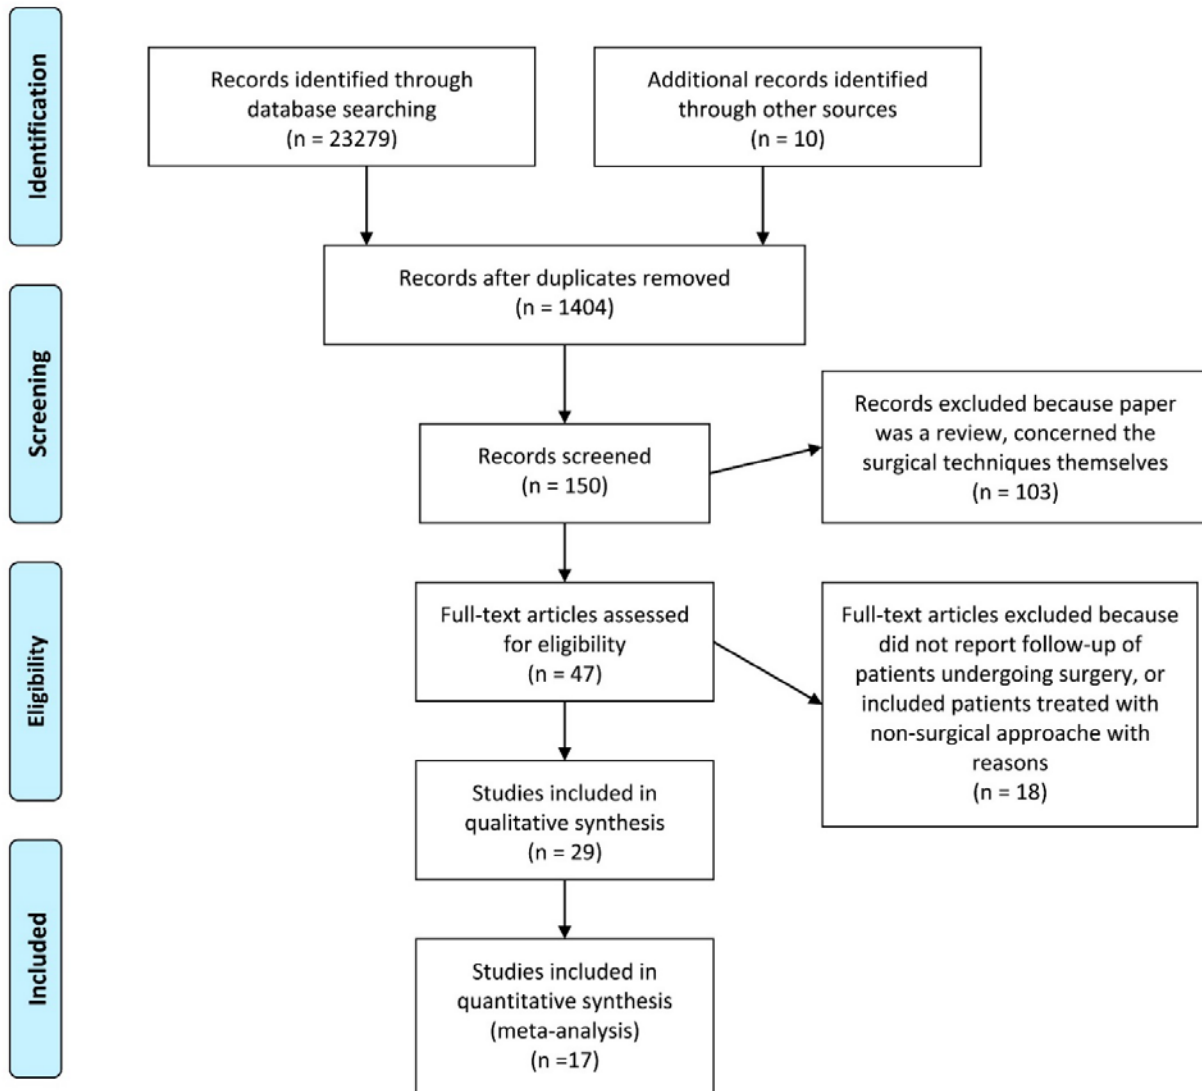 Identification
Records identified through
database searching
(n = 23279)
Additional records identified
through other sources
(n = 10)
Records after duplicates removed
(n = 1404)
Screening
Records screened
(n = 150)
Records excluded because paper
was a review, concerned the
surgical techniques themselves
(n = 103)
Eligibility
Full-text articles assessed
for eligibility
(n = 47)
Full-text articles excluded because
did not report follow-up of
patients undergoing surgery, or
included patients treated with
non-surgical approache with
reasons
(n = 18)
Studies included in
qualitative synthesis
(n = 29)
Included
Studies included in
quantitative synthesis
(meta-analysis)
(n =17)